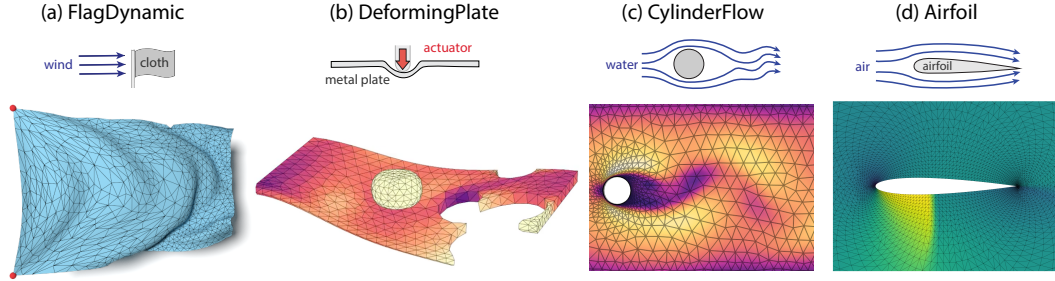 (a) FlagDynamic
wind
cloth
(b) DeformingPlate
actuator
metal plate
(c) CylinderFlow
water
(d) Airfoil
air
airfoil